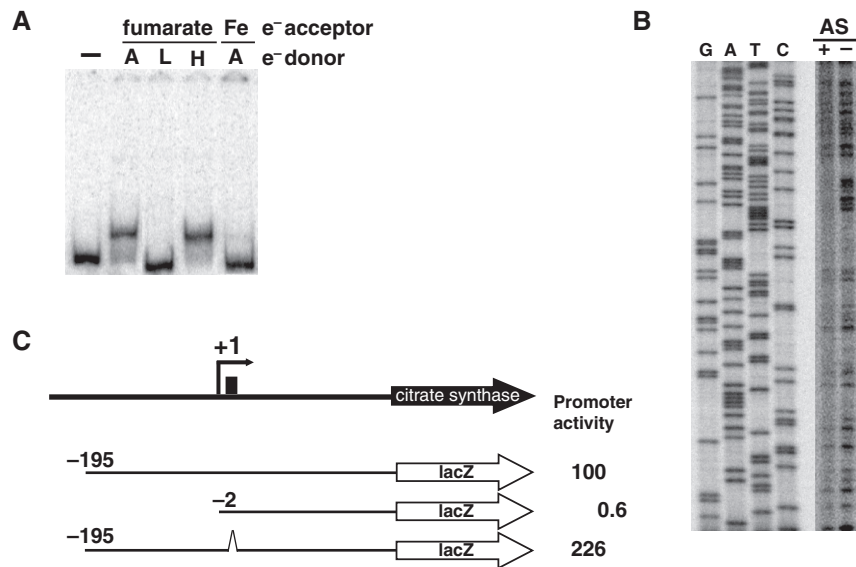 A
fumarate Fe e⁻ acceptor
— A L H A e⁻ donor
B
AS
G A T C + −
C
+1
citrate synthase
Promoter
activity
−195
lacZ
100
−2
lacZ
0.6
−195
lacZ
226